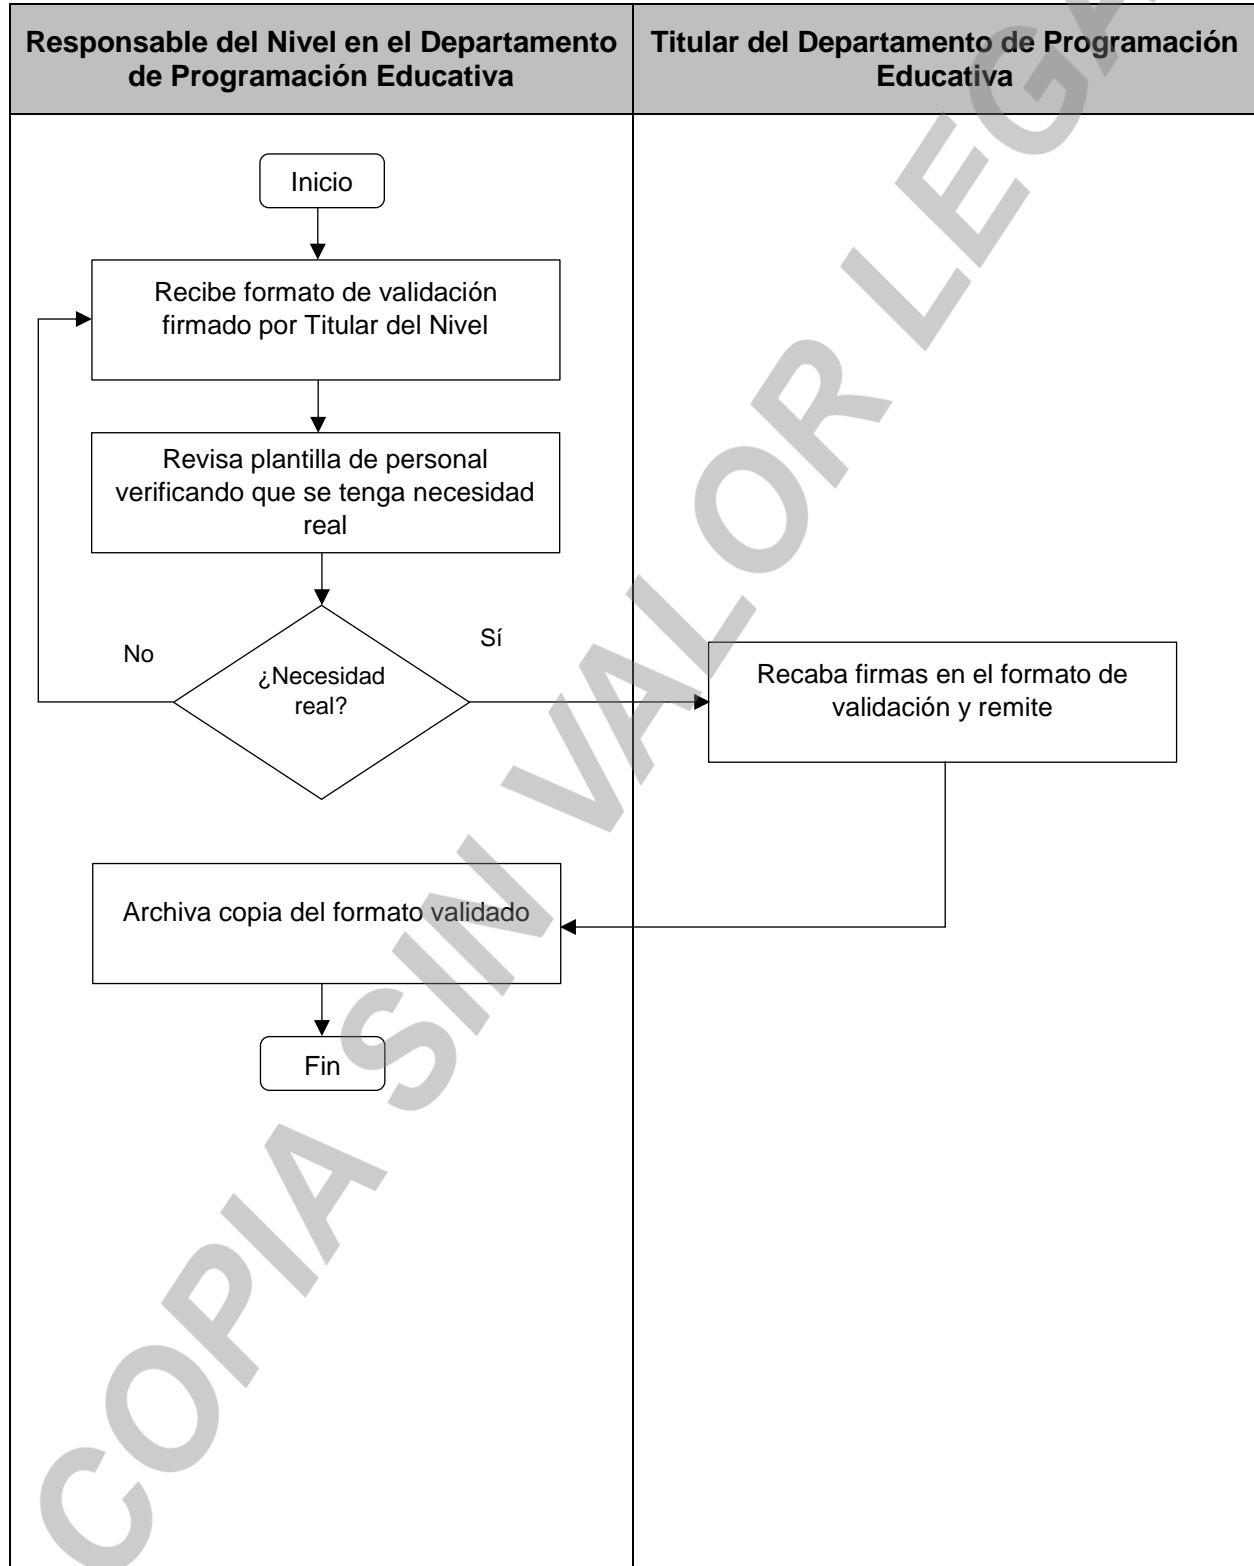 Responsable del Nivel en el Departamento
de Programación Educativa
Titular del Departamento de Programación
Educativa
Inicio
Recibe formato de validación
firmado por Titular del Nivel
Revisa plantilla de personal
verificando que se tenga necesidad
real
No
Sí
¿Necesidad
real?
Recaba firmas en el formato de
validación y remite
Archiva copia del formato validado
Fin
COPIA SIN VALOR LEGA